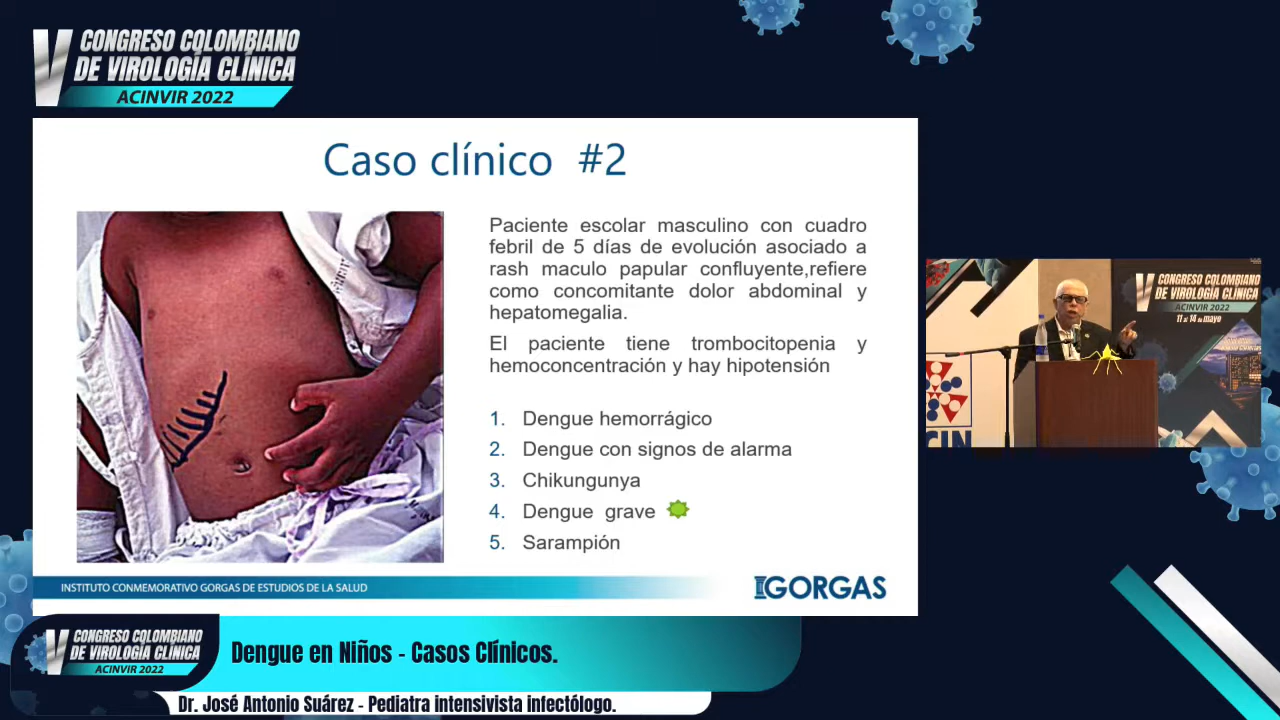 V CONGRESO COLOMBIANO
DE VIROLOGÍA CLÍNICA
ACINVIR 2022
Caso clínico #2
Paciente escolar masculino con cuadro
febril de 5 días de evolución asociado a
rash maculo papular confluyente,refiere
como concomitante dolor abdominal y
hepatomegalia.
El paciente tiene trombocitopenia y
hemoconcentración y hay hipotensión
1. Dengue hemorrágico
2. Dengue con signos de alarma
3. Chikungunya
4. Dengue grave
5. Sarampión
INSTITUTO CONMEMORATIVO GORGAS DE ESTUDIOS DE LA SALUD
GORGAS
V CONGRESO COLOMBIANO
DE VIROLOGÍA CLÍNICA
ACINVIR 2022
11 al 14 de mayo
CIN
V CONGRESO COLOMBIANO
DE VIROLOGÍA CLÍNICA
ACINVIR 2022
Dengue en Niños - Casos Clínicos.
Dr. José Antonio Suárez - Pediatra intensivista infectólogo.